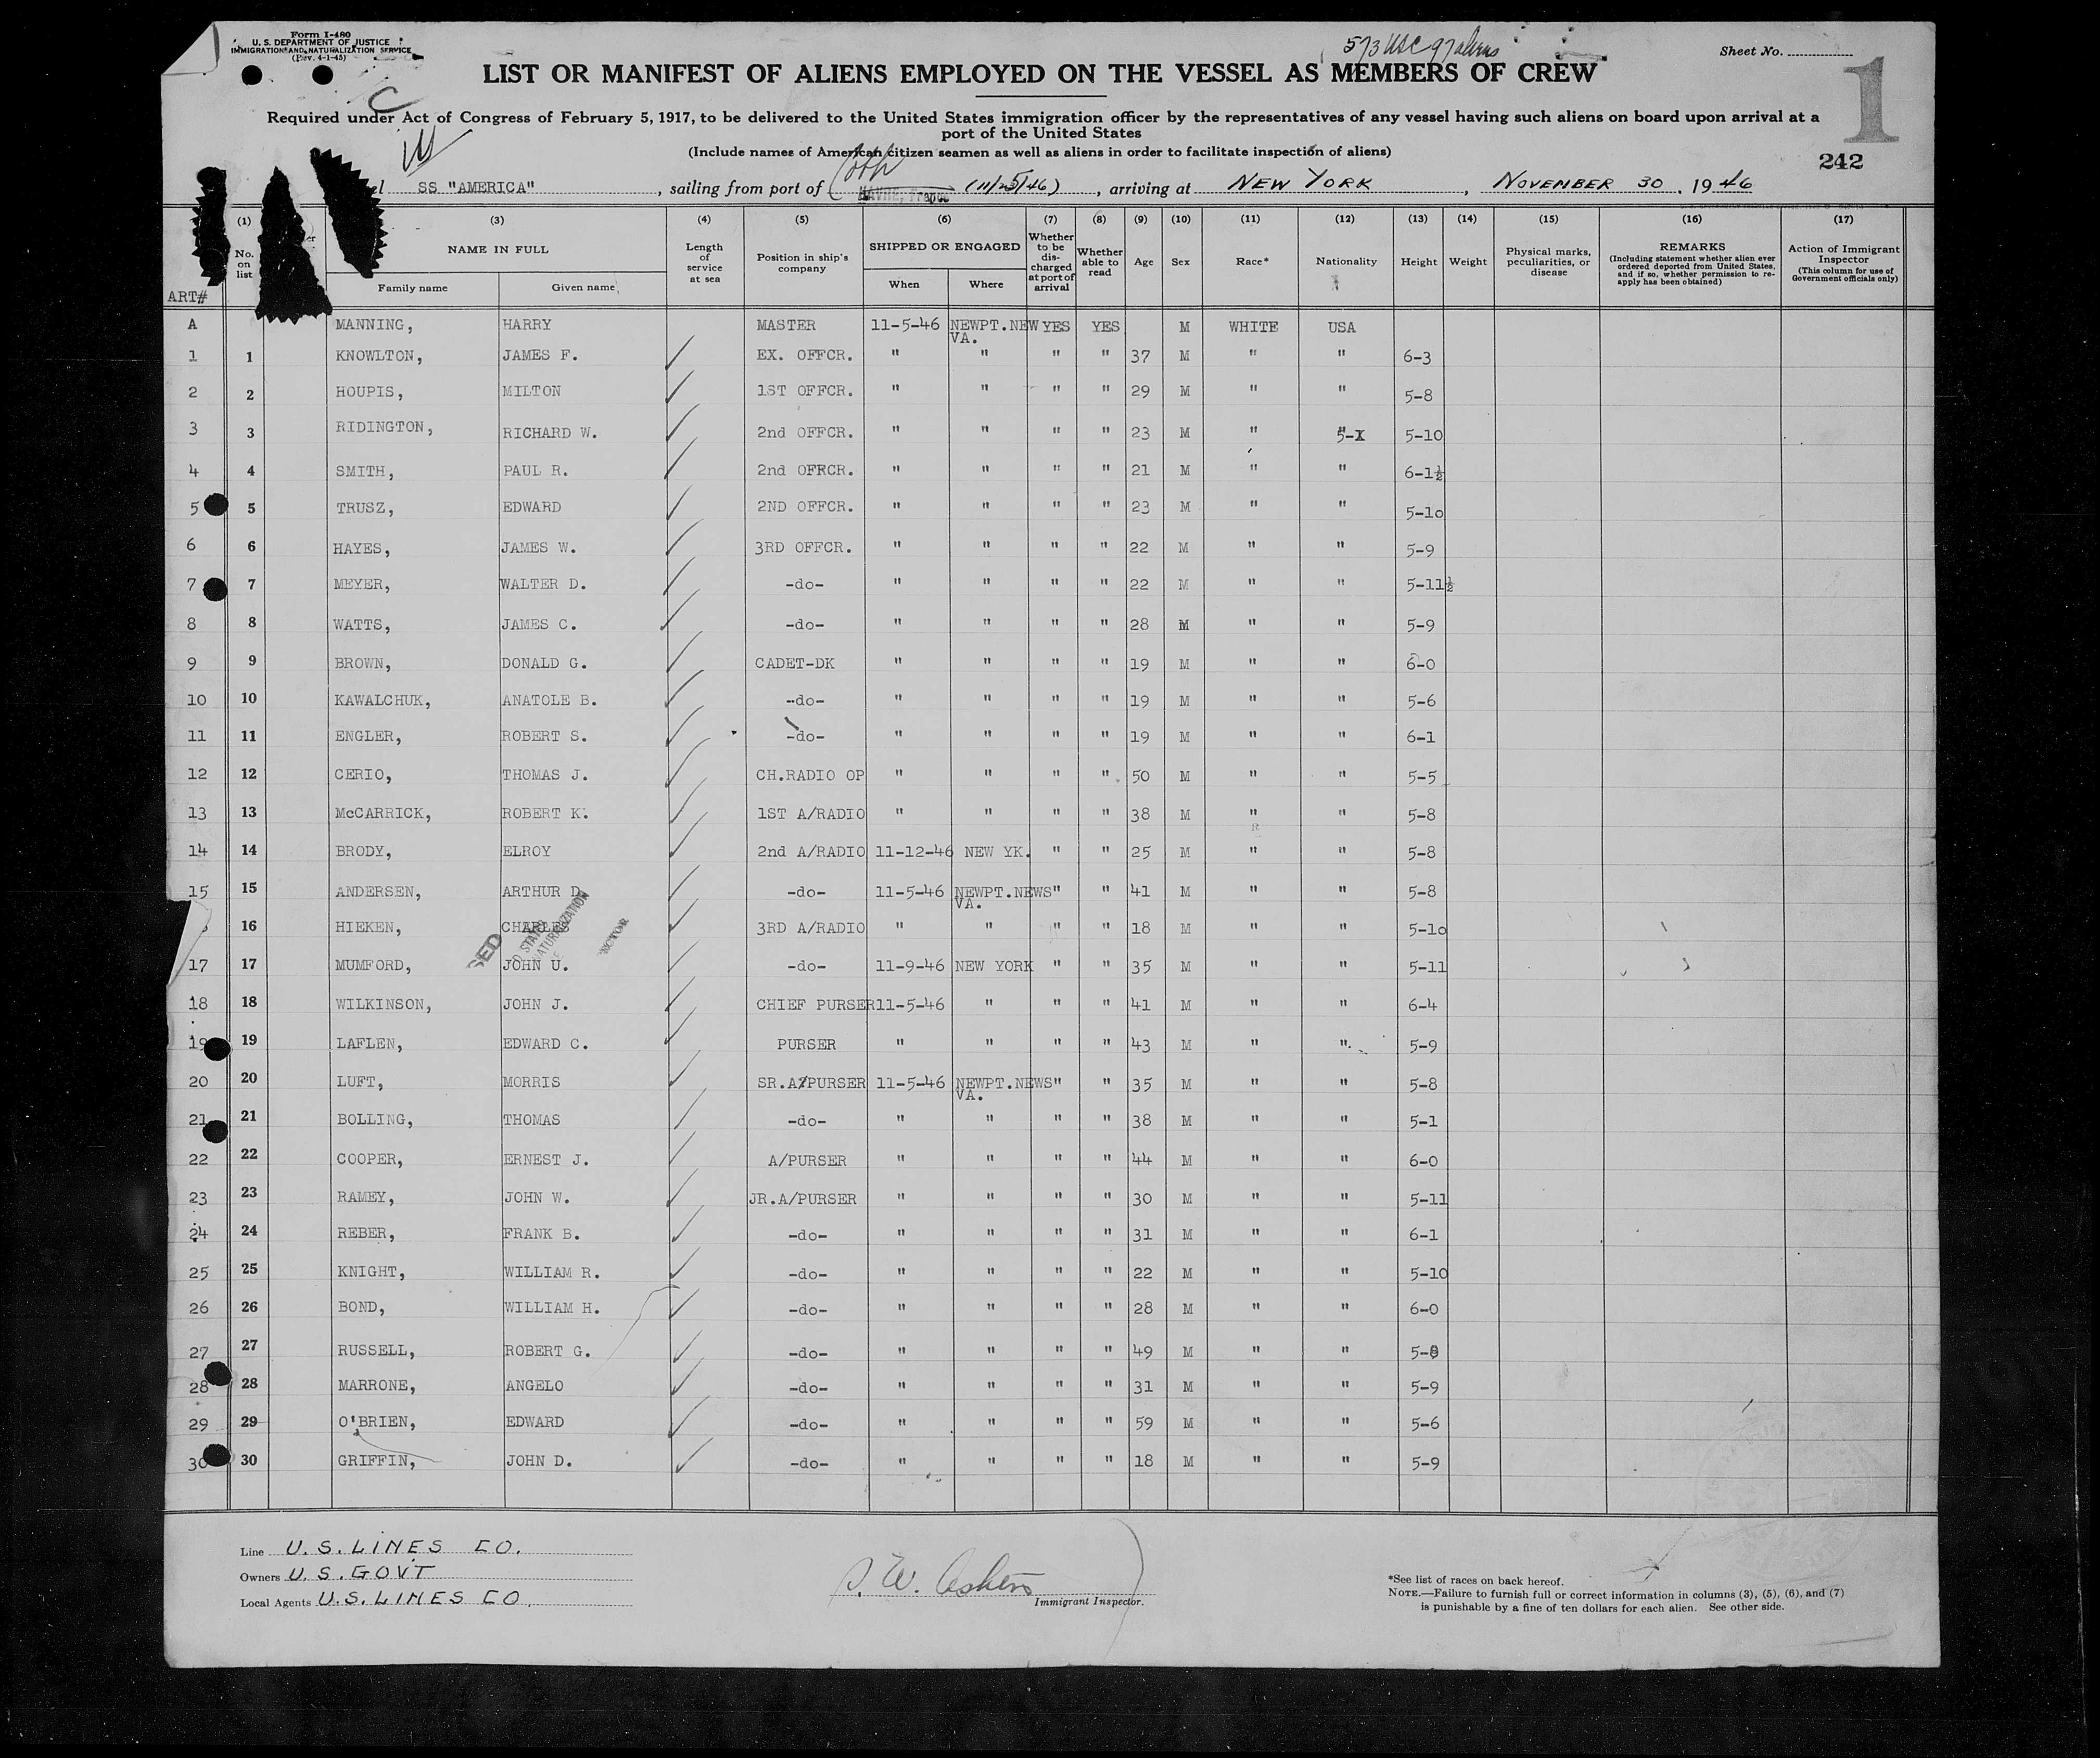 Form I-480
U. S. DEPARTMENT OF JUSTICE
IMMIGRATION AND NATURALIZATION SERVICE
(Rev. 4-1-45)
573 USC 97 aliens
Sheet No.
1
LIST OR MANIFEST OF ALIENS EMPLOYED ON THE VESSEL AS MEMBERS OF CREW
Required under Act of Congress of February 5, 1917, to be delivered to the United States immigration officer by the representatives of any vessel having such aliens on board upon arrival at a
port of the United States
(Include names of American citizen seamen as well as aliens in order to facilitate inspection of aliens)
242
SS "AMERICA" , sailing from port of HAVRE, France (11/25/46) , arriving at NEW YORK , NOVEMBER 30 , 1946
(1) (3) (4) (5) (6) (7) (8) (9) (10) (11) (12) (13) (14) (15) (16) (17)
ART# No. on list NAME IN FULL Family name Given name Length of service at sea Position in ship's company SHIPPED OR ENGAGED When Where Whether to be discharged at port of arrival Whether able to read Age Sex Race* Nationality Height Weight Physical marks, peculiarities, or disease REMARKS (Including statement whether alien ever ordered deported from United States, and if so, whether permission to reapply has been obtained) Action of Immigrant Inspector (This column for use of Government officials only)
A MANNING, HARRY MASTER 11-5-46 NEWPT.NEW VA. YES YES M WHITE USA
1 1 KNOWLTON, JAMES F. EX. OFFCR. " " " " 37 M " " 6-3
2 2 HOUPIS, MILTON 1ST OFFCR. " " " " 29 M " " 5-8
3 3 RIDINGTON, RICHARD W. 2nd OFFCR. " " " " 23 M " " 5-10
4 4 SMITH, PAUL R. 2nd OFFCR. " " " " 21 M " " 6-1½
5 5 TRUSZ, EDWARD 2ND OFFCR. " " " " 23 M " " 5-10
6 6 HAYES, JAMES W. 3RD OFFCR. " " " " 22 M " " 5-9
7 7 MEYER, WALTER D. -do- " " " " 22 M " " 5-11½
8 8 WATTS, JAMES C. -do- " " " " 28 M " " 5-9
9 9 BROWN, DONALD G. CADET-DK " " " " 19 M " " 6-0
10 10 KAWALCHUK, ANATOLE B. -do- " " " " 19 M " " 5-6
11 11 ENGLER, ROBERT S. -do- " " " " 19 M " " 6-1
12 12 CERIO, THOMAS J. CH.RADIO OP " " " " 50 M " " 5-5
13 13 McCARRICK, ROBERT K. 1ST A/RADIO " " " " 38 M " " 5-8
14 14 BRODY, ELROY 2nd A/RADIO 11-12-46 NEW YK. " " 25 M " " 5-8
15 15 ANDERSEN, ARTHUR D. -do- 11-5-46 NEWPT.NEWS VA. " " 41 M " " 5-8
16 HIEKEN, CHARLES 3RD A/RADIO " " " " 18 M " " 5-10
17 17 MUMFORD, JOHN U. -do- 11-9-46 NEW YORK " " 35 M " " 5-11
18 18 WILKINSON, JOHN J. CHIEF PURSER 11-5-46 " " " 41 M " " 6-4
19 19 LAFLEN, EDWARD C. PURSER " " " " 43 M " " 5-9
20 20 LUFT, MORRIS SR.A/PURSER 11-5-46 NEWPT.NEWS VA. " " 35 M " " 5-8
21 21 BOLLING, THOMAS -do- " " " " 38 M " " 5-1
22 22 COOPER, ERNEST J. A/PURSER " " " " 44 M " " 6-0
23 23 RAMEY, JOHN W. JR.A/PURSER " " " " 30 M " " 5-11
24 24 REBER, FRANK B. -do- " " " " 31 M " " 6-1
25 25 KNIGHT, WILLIAM R. -do- " " " " 22 M " " 5-10
26 26 BOND, WILLIAM H. -do- " " " " 28 M " " 6-0
27 27 RUSSELL, ROBERT G. -do- " " " " 49 M " " 5-8
28 28 MARRONE, ANGELO -do- " " " " 31 M " " 5-9
29 29 O'BRIEN, EDWARD -do- " " " " 59 M " " 5-6
30 30 GRIFFIN, JOHN D. -do- " " " " 18 M " " 5-9
Line U.S. LINES CO.
Owners U.S. GOVT
Local Agents U.S. LINES CO.
Immigrant Inspector.
*See list of races on back hereof.
NOTE.—Failure to furnish full or correct information in columns (3), (5), (6), and (7)
is punishable by a fine of ten dollars for each alien. See other side.